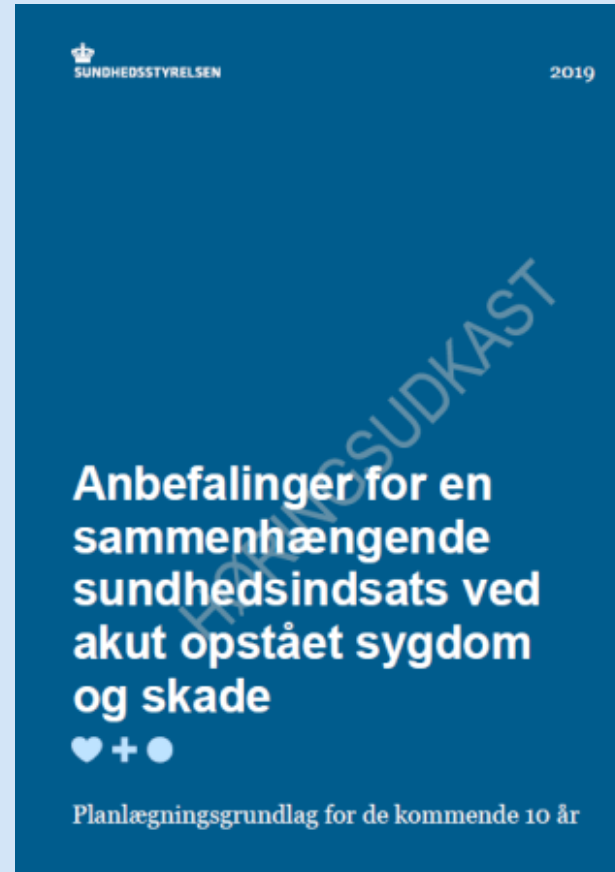 SUNDHEDSSTYRELSEN
2019
HØRINGSUDKAST
Anbefalinger for en
sammenhængende
sundhedsindsats ved
akut opstået sygdom
og skade
Planlægningsgrundlag for de kommende 10 år